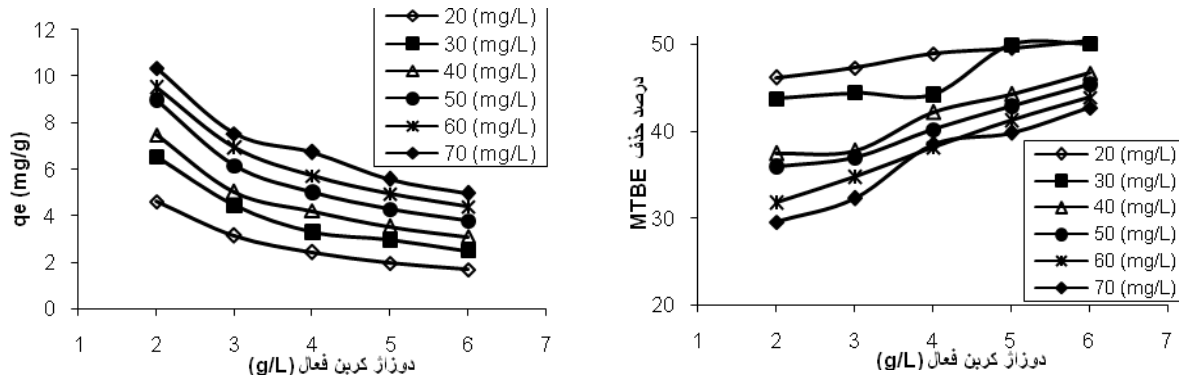 12
10
8
6
4
2
0
qe (mg/g)
1 2 3 4 5 6 7
دوزاژ کربن فعال (g/L)
20 (mg/L)
30 (mg/L)
40 (mg/L)
50 (mg/L)
60 (mg/L)
70 (mg/L)
50
40
30
20
درصد حذف MTBE
1 2 3 4 5 6 7
دوزاژ کربن فعال (g/L)
20 (mg/L)
30 (mg/L)
40 (mg/L)
50 (mg/L)
60 (mg/L)
70 (mg/L)